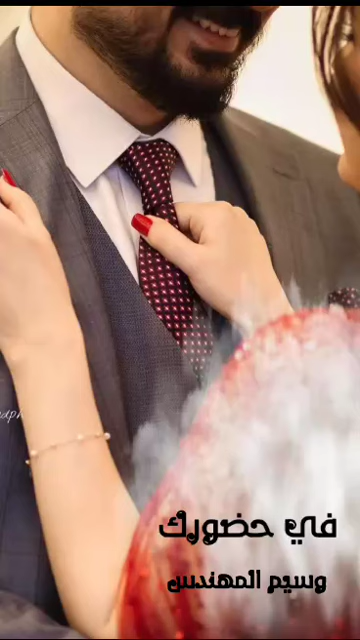 في حضورك
وسيم المهندس